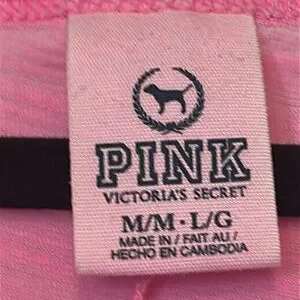 PINK
VICTORIA'S SECRET
M/M · L/G
MADE IN / FAIT AU /
HECHO EN CAMBODIA